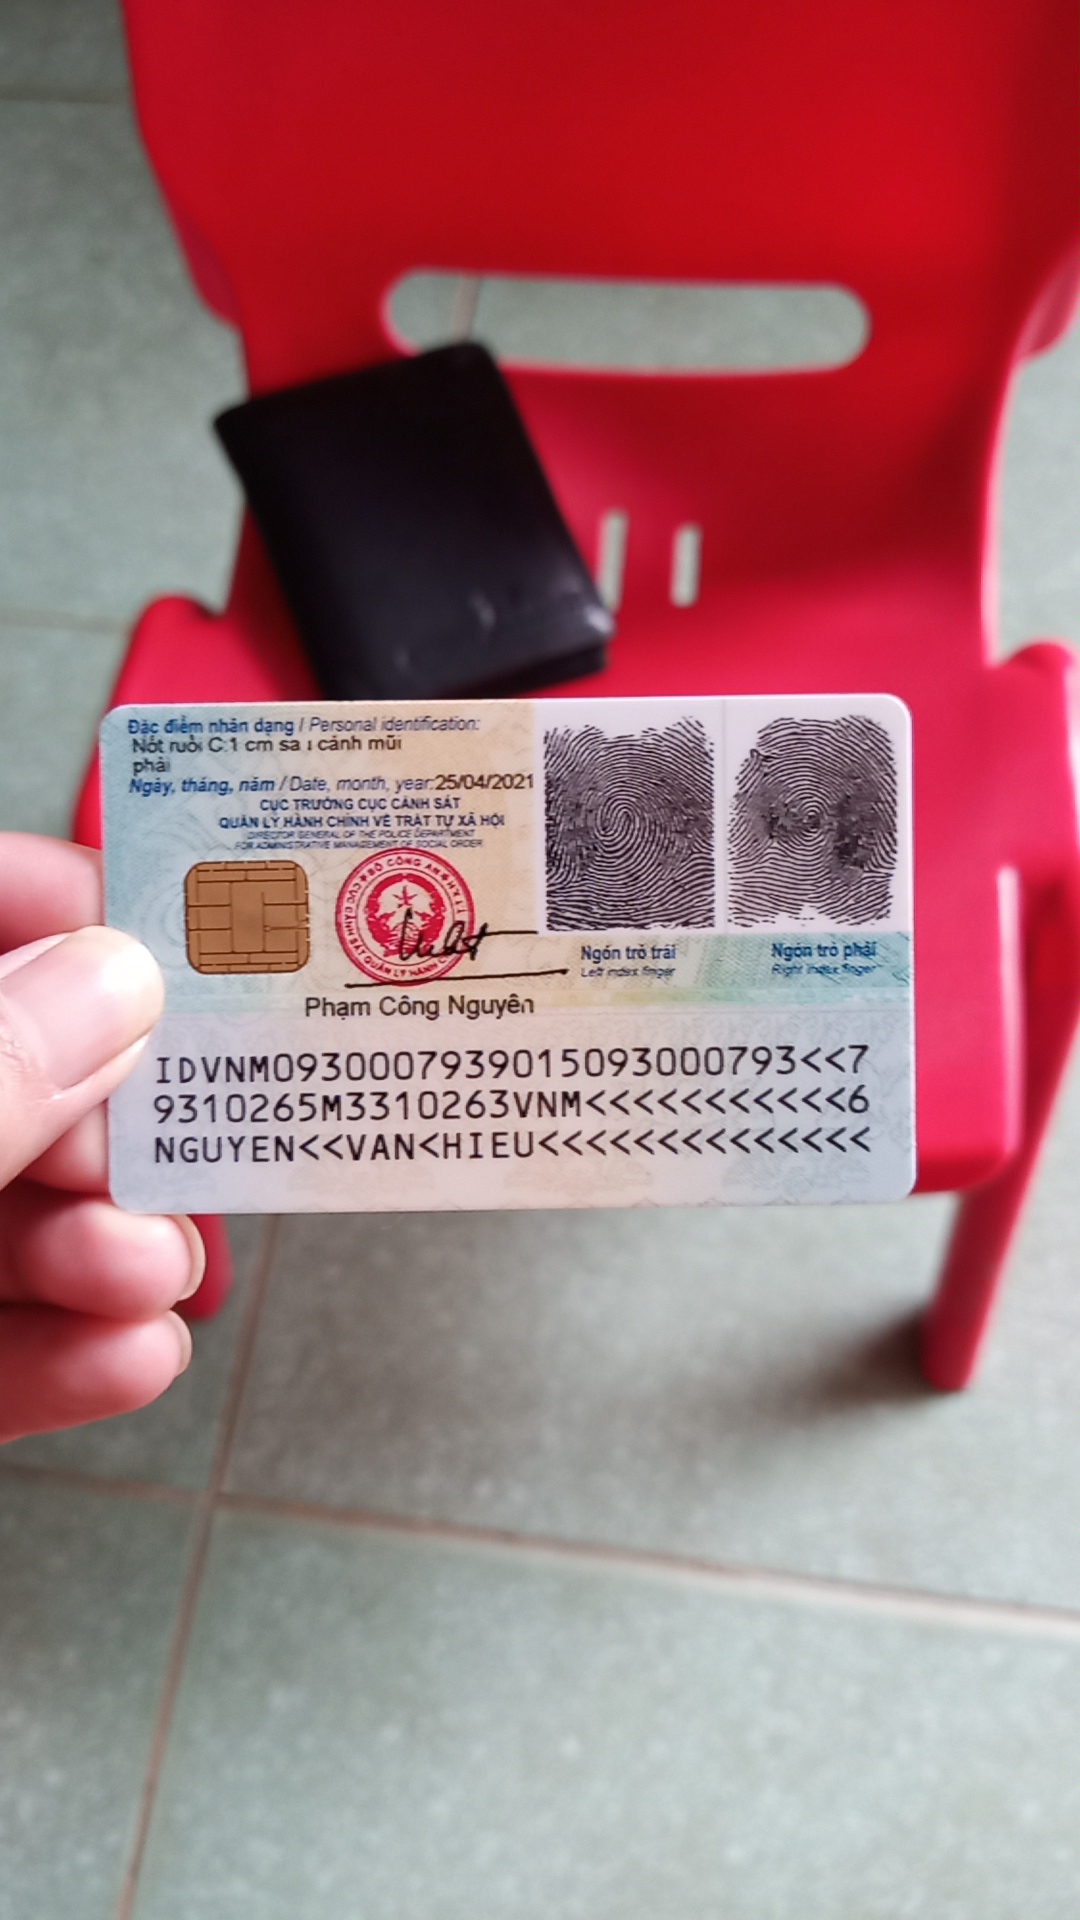 Đặc điểm nhân dạng / Personal identification:
Nốt ruồi C:1 cm sau cánh mũi
phải
Ngày, tháng, năm / Date, month, year: 25/04/2021
CỤC TRƯỞNG CỤC CẢNH SÁT
QUẢN LÝ HÀNH CHÍNH VỀ TRẬT TỰ XÃ HỘI
DIRECTOR GENERAL OF THE POLICE DEPARTMENT
FOR ADMINISTRATIVE MANAGEMENT OF SOCIAL ORDER
BỘ CÔNG AN
Phạm Công Nguyên
Ngón trỏ trái
Left index finger
Ngón trỏ phải
Right index finger
IDVNM0930007939015093000793<<7
9310265M3310263VNM<<<<<<<<<<<6
NGUYEN<<VAN<HIEU<<<<<<<<<<<<<<